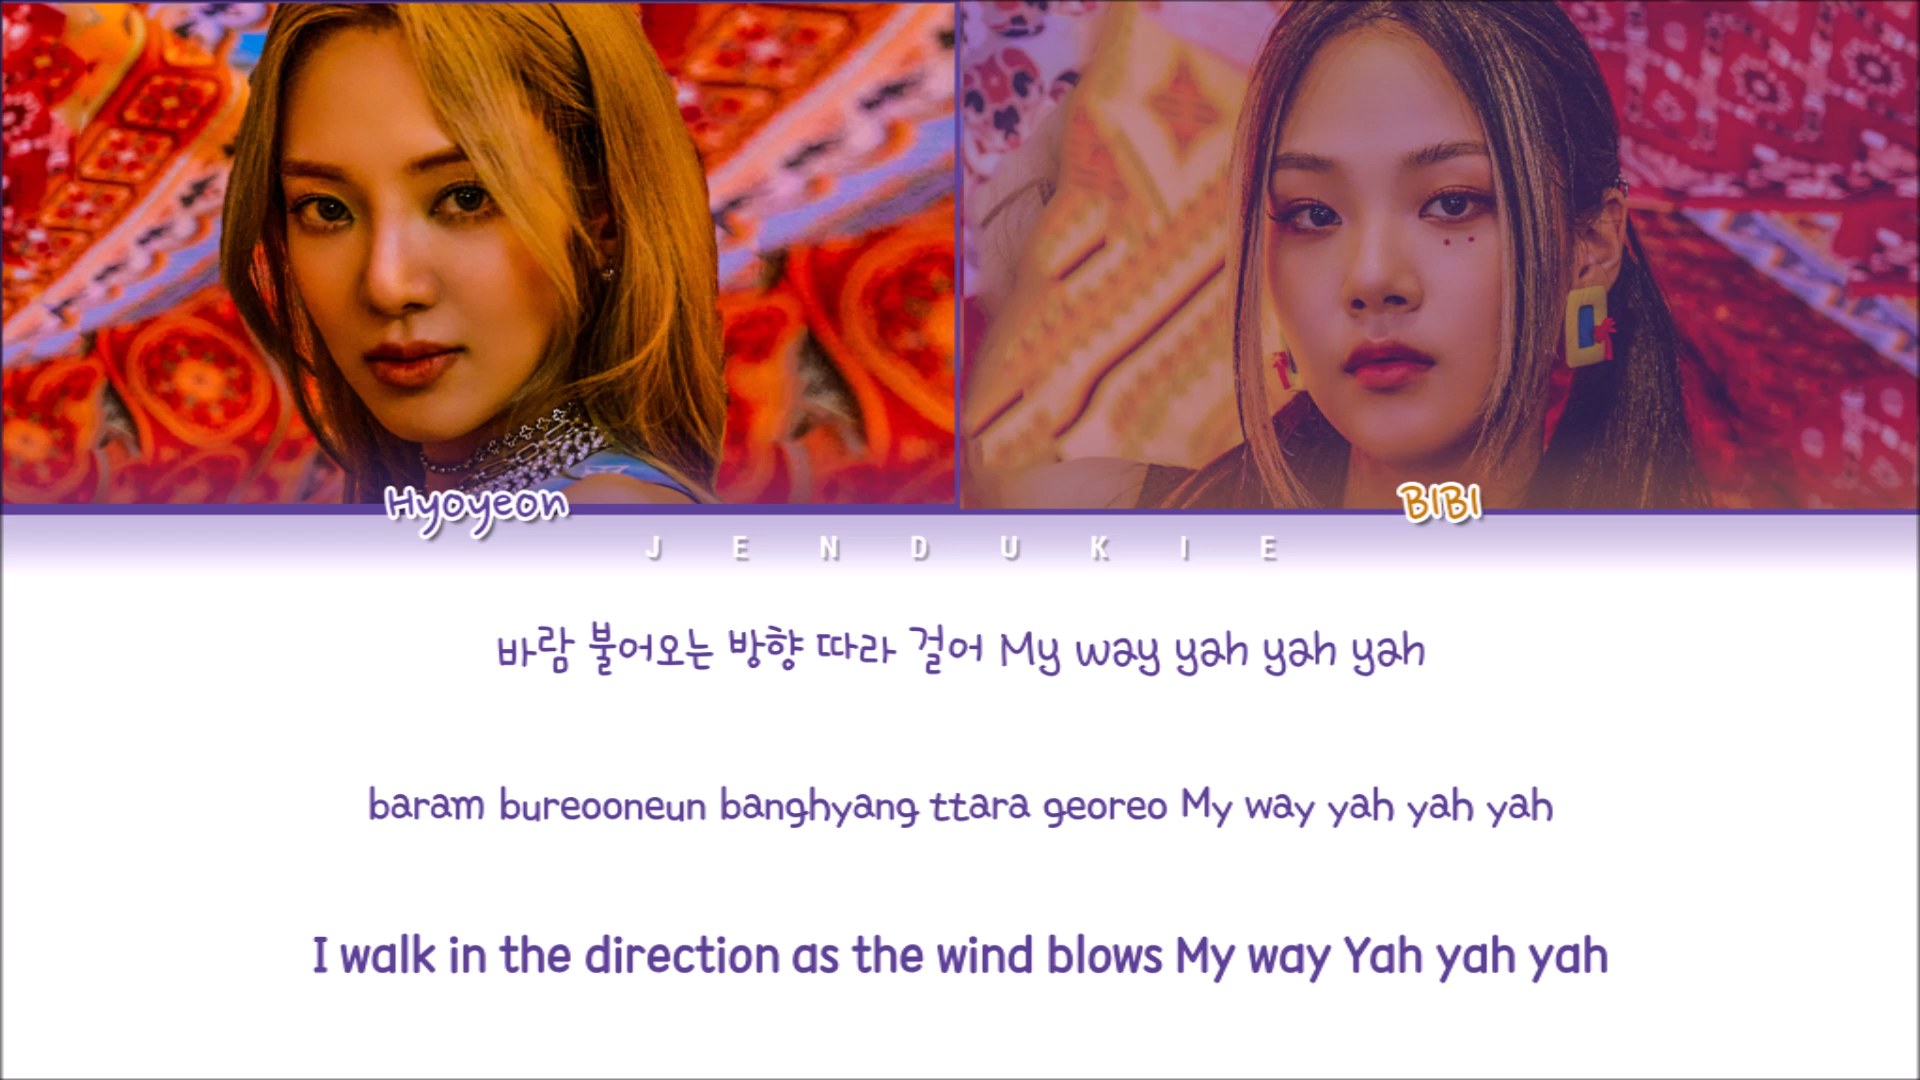 Hyoyeon BIBI
JENDUKIE
바람 불어오는 방향 따라 걸어 My way yah yah yah
baram bureooneun banghyang ttara georeo My way yah yah yah
I walk in the direction as the wind blows My way Yah yah yah